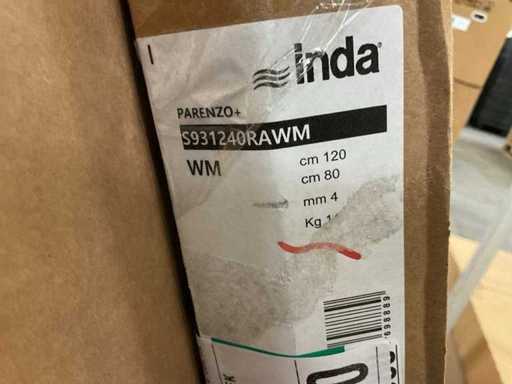 inda
PARENZO+
S931240RAWM
WM
cm 120
cm 80
mm 4
Kg